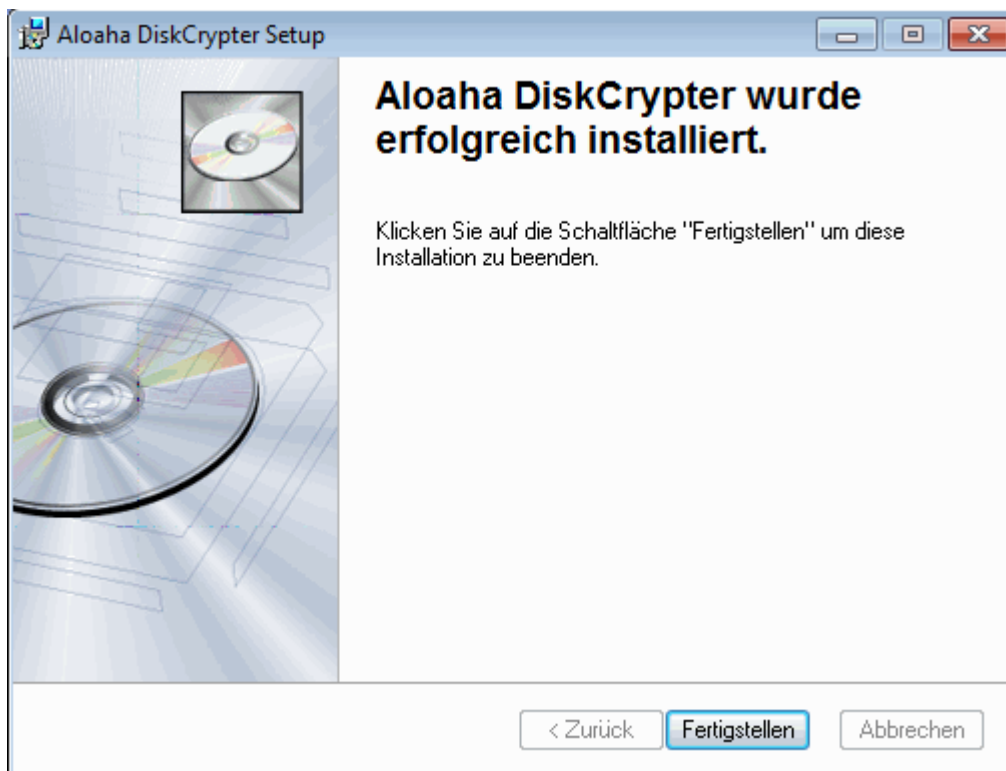 Aloaha DiskCrypter Setup
Aloaha DiskCrypter wurde
erfolgreich installiert.
Klicken Sie auf die Schaltfläche "Fertigstellen" um diese
Installation zu beenden.
< Zurück
Fertigstellen
Abbrechen